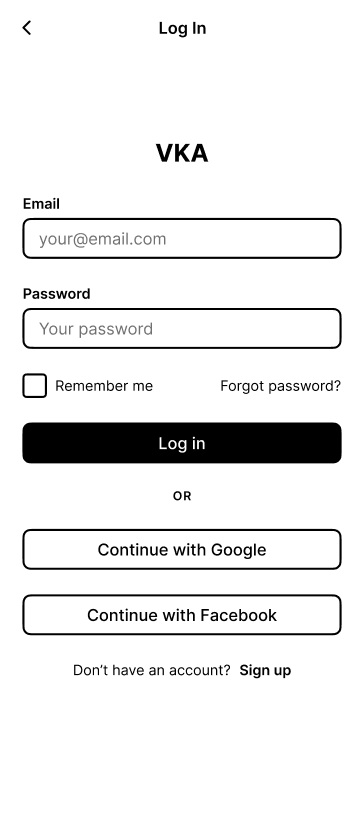 Log In
VKA
Email
your@email.com
Password
Your password
Remember me Forgot password?
Log in
OR
Continue with Google
Continue with Facebook
Don’t have an account? Sign up